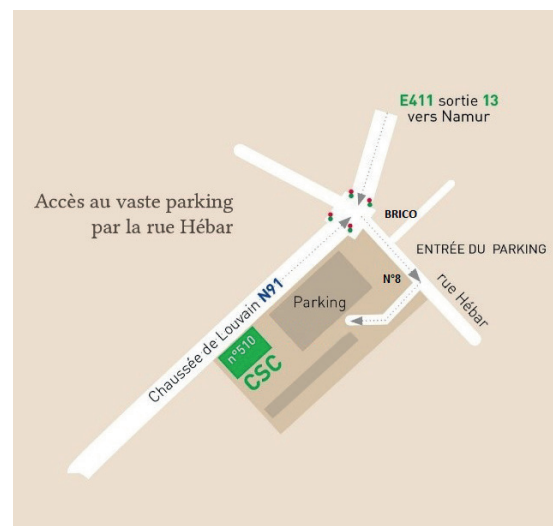 E411 sortie 13
vers Namur
Accès au vaste parking
par la rue Hébar
BRICO
ENTRÉE DU PARKING
N°8
rue Hébar
Parking
Chaussée de Louvain N91
n°510
CSC